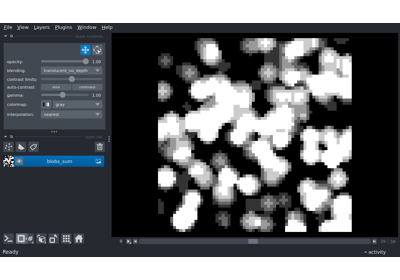 File View Layers Plugins Window Help
opacity: 1.00
blending: translucent_no_depth
contrast limits:
auto-contrast: once continuous
gamma: 1.00
colormap: gray
interpolation: nearest
blobs_sum
Ready
activity